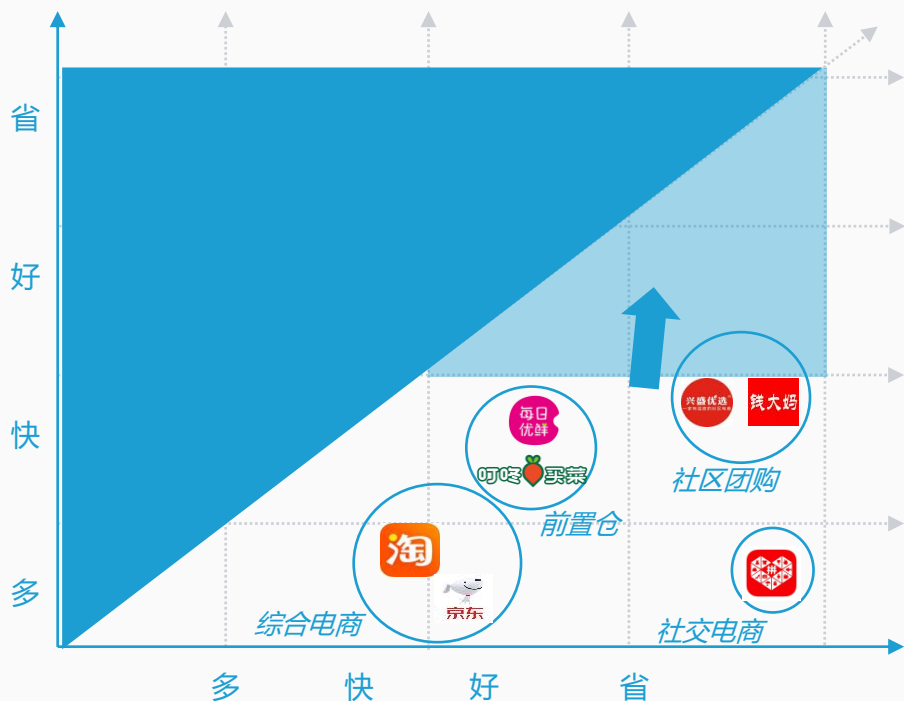 省
好
快
多
每日
优鲜
叮咚买菜
前置仓
兴盛优选
钱大妈
社区团购
淘
京东
综合电商
拼
社交电商
多 快 好 省